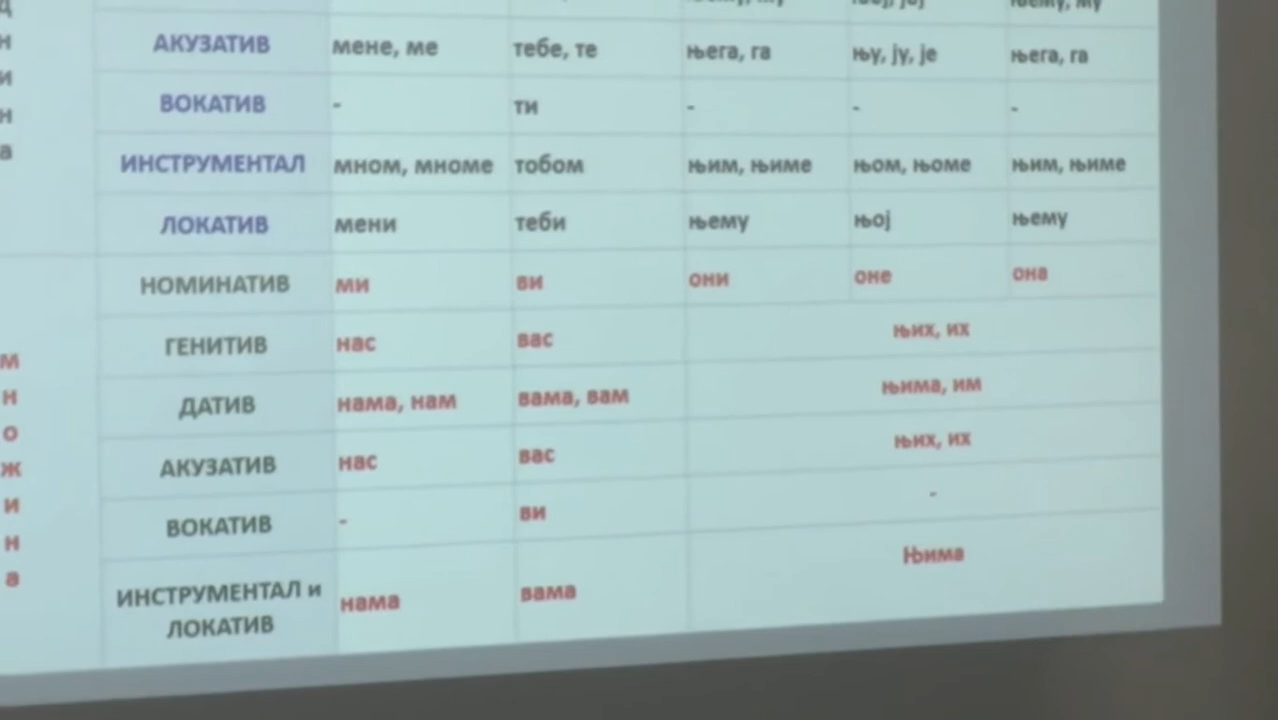 АКУЗАТИВ мене, ме тебе, те њега, га њу, ју, је њега, га
ВОКАТИВ - ти - - -
ИНСТРУМЕНТАЛ мном, мноме тобом њим, њиме њом, њоме њим, њиме
ЛОКАТИВ мени теби њему њој њему
НОМИНАТИВ ми ви они оне она
ГЕНИТИВ нас вас њих, их
ДАТИВ нама, нам вама, вам њима, им
АКУЗАТИВ нас вас њих, их
ВОКАТИВ - ви -
ИНСТРУМЕНТАЛ и
ЛОКАТИВ нама вама Њима
м
н
о
ж
и
н
а